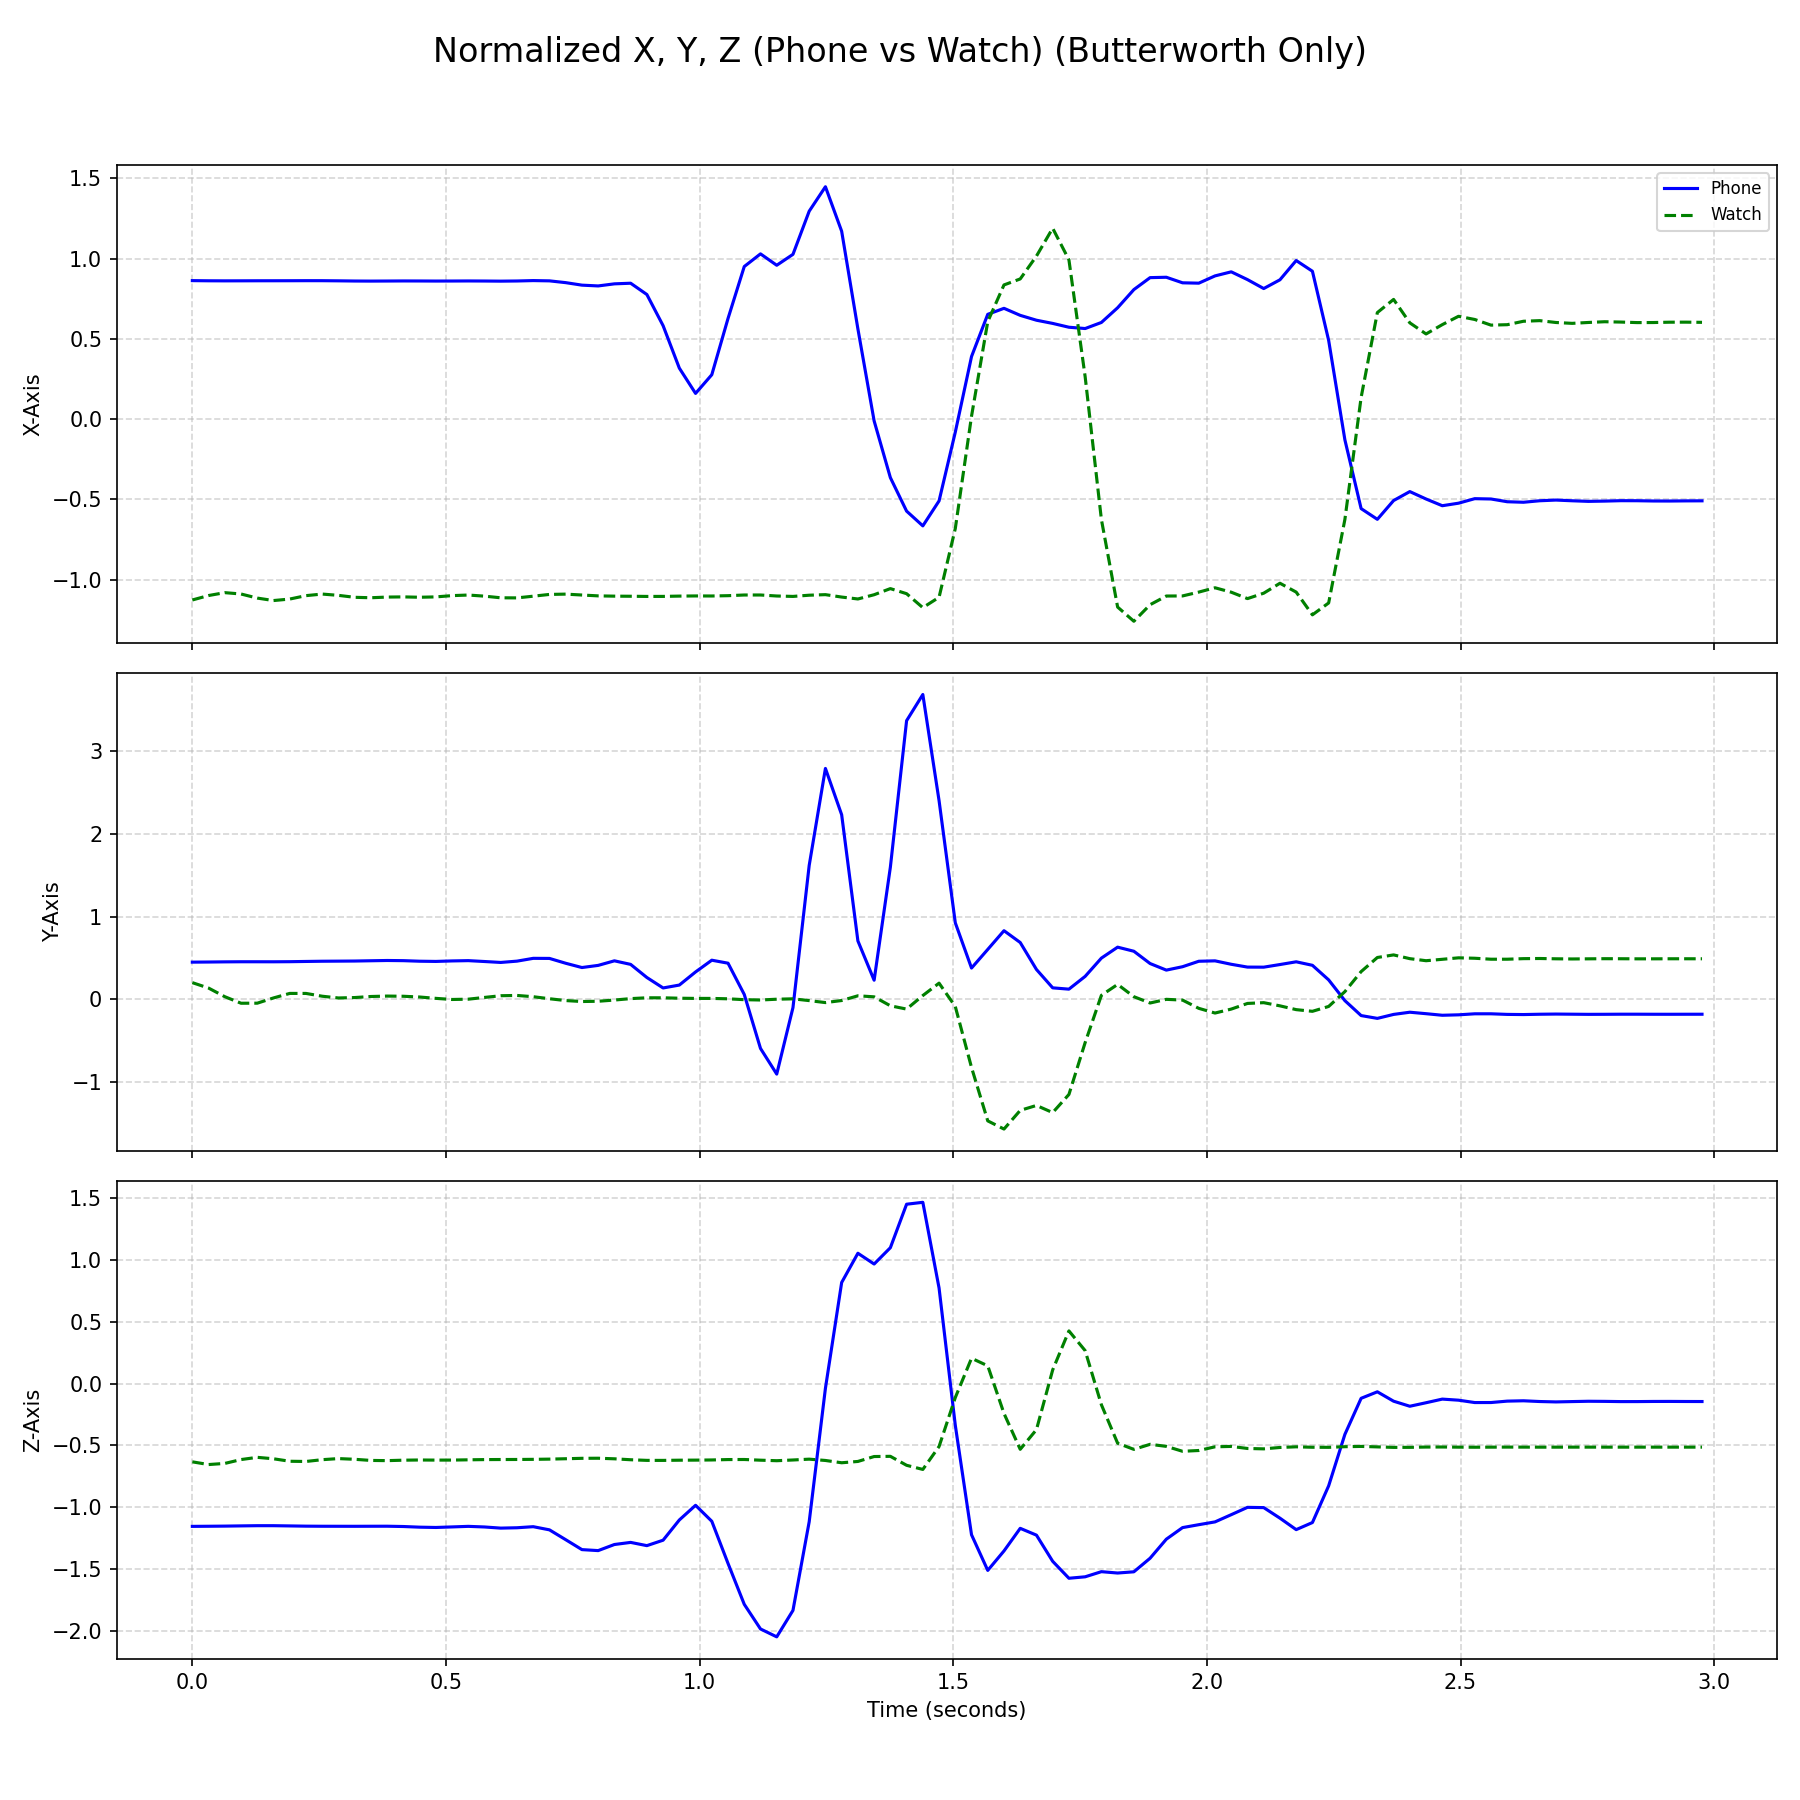 Normalized X, Y, Z (Phone vs Watch) (Butterworth Only)
Phone
Watch
1.5
1.0
0.5
0.0
−0.5
−1.0
X-Axis
3
2
1
0
−1
Y-Axis
1.5
1.0
0.5
0.0
−0.5
−1.0
−1.5
−2.0
Z-Axis
0.0 0.5 1.0 1.5 2.0 2.5 3.0
Time (seconds)